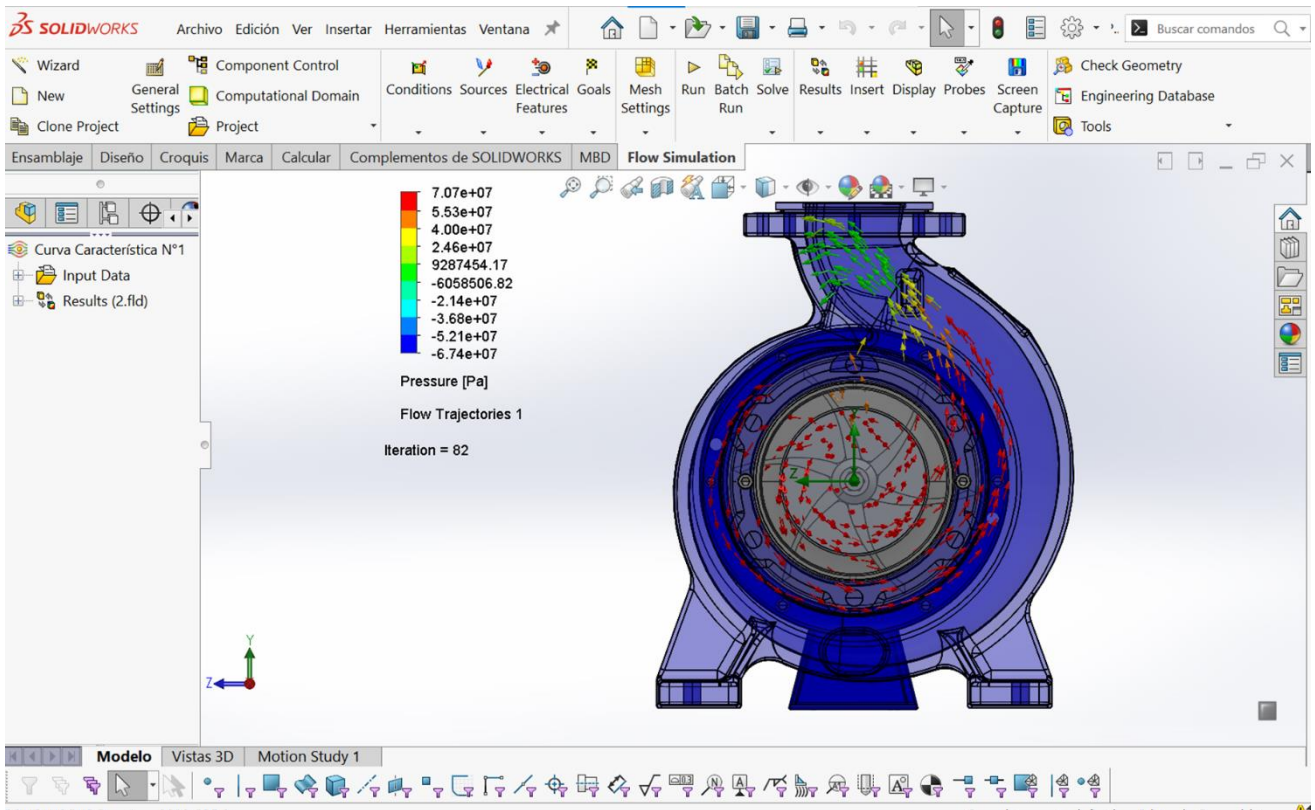 SOLIDWORKS Archivo Edición Ver Insertar Herramientas Ventana Buscar comandos
Wizard
New
Clone Project
General Settings
Component Control
Computational Domain
Project
Conditions Sources Electrical Features Goals Mesh Settings Run Batch Run Solve Results Insert Display Probes Screen Capture
Check Geometry
Engineering Database
Tools
Ensamblaje Diseño Croquis Marca Calcular Complementos de SOLIDWORKS MBD Flow Simulation
Curva Característica N°1
Input Data
Results (2.fld)
7.07e+07
5.53e+07
4.00e+07
2.46e+07
9287454.17
-6058506.82
-2.14e+07
-3.68e+07
-5.21e+07
-6.74e+07
Pressure [Pa]
Flow Trajectories 1
Iteration = 82
Z
Y
Z
Modelo Vistas 3D Motion Study 1